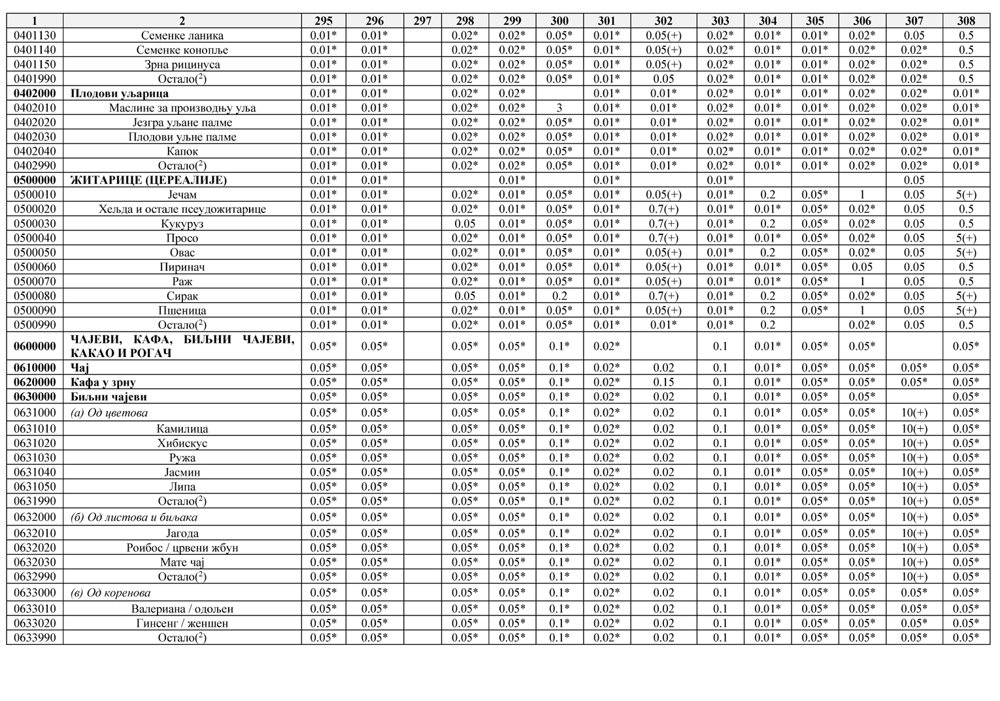 1 2 295 296 297 298 299 300 301 302 303 304 305 306 307 308
0401130 Семенке ланика 0.01* 0.01* 0.02* 0.02* 0.05* 0.01* 0.05(+) 0.02* 0.01* 0.01* 0.02* 0.05 0.5
0401140 Семенке конопље 0.01* 0.01* 0.02* 0.02* 0.05* 0.01* 0.05(+) 0.02* 0.01* 0.01* 0.02* 0.02* 0.5
0401150 Зрна рицинуса 0.01* 0.01* 0.02* 0.02* 0.05* 0.01* 0.05(+) 0.02* 0.01* 0.01* 0.02* 0.02* 0.5
0401990 Остало(²) 0.01* 0.01* 0.02* 0.02* 0.05* 0.01* 0.05 0.02* 0.01* 0.01* 0.02* 0.02* 0.5
0402000 Плодови уљарица 0.01* 0.01* 0.02* 0.02* 0.01* 0.01* 0.02* 0.01* 0.01* 0.02* 0.02* 0.01*
0402010 Маслине за производњу уља 0.01* 0.01* 0.02* 0.02* 3 0.01* 0.01* 0.02* 0.01* 0.01* 0.02* 0.02* 0.01*
0402020 Језгра уљане палме 0.01* 0.01* 0.02* 0.02* 0.05* 0.01* 0.01* 0.02* 0.01* 0.01* 0.02* 0.02* 0.01*
0402030 Плодови уљне палме 0.01* 0.01* 0.02* 0.02* 0.05* 0.01* 0.01* 0.02* 0.01* 0.01* 0.02* 0.02* 0.01*
0402040 Капок 0.01* 0.01* 0.02* 0.02* 0.05* 0.01* 0.01* 0.02* 0.01* 0.01* 0.02* 0.02* 0.01*
0402990 Остало(²) 0.01* 0.01* 0.02* 0.02* 0.05* 0.01* 0.01* 0.02* 0.01* 0.01* 0.02* 0.02* 0.01*
0500000 ЖИТАРИЦЕ (ЦЕРЕАЛИЈЕ) 0.01* 0.01* 0.01* 0.01* 0.01* 0.05
0500010 Јечам 0.01* 0.01* 0.02* 0.01* 0.05* 0.01* 0.05(+) 0.01* 0.2 0.05* 1 0.05 5(+)
0500020 Хељда и остале псеудожитарице 0.01* 0.01* 0.02* 0.01* 0.05* 0.01* 0.7(+) 0.01* 0.01* 0.05* 0.02* 0.05 0.5
0500030 Кукуруз 0.01* 0.01* 0.05 0.01* 0.05* 0.01* 0.7(+) 0.01* 0.2 0.05* 0.02* 0.05 0.5
0500040 Просо 0.01* 0.01* 0.02* 0.01* 0.05* 0.01* 0.7(+) 0.01* 0.01* 0.05* 0.02* 0.05 5(+)
0500050 Овас 0.01* 0.01* 0.02* 0.01* 0.05* 0.01* 0.05(+) 0.01* 0.2 0.05* 0.02* 0.05 5(+)
0500060 Пиринач 0.01* 0.01* 0.02* 0.01* 0.05* 0.01* 0.05(+) 0.01* 0.01* 0.05* 0.05 0.05 0.5
0500070 Раж 0.01* 0.01* 0.02* 0.01* 0.05* 0.01* 0.05(+) 0.01* 0.01* 0.05* 1 0.05 0.5
0500080 Сирак 0.01* 0.01* 0.05 0.01* 0.2 0.01* 0.7(+) 0.01* 0.2 0.05* 0.02* 0.05 5(+)
0500090 Пшеница 0.01* 0.01* 0.02* 0.01* 0.05* 0.01* 0.05(+) 0.01* 0.2 0.05* 1 0.05 5(+)
0500990 Остало(²) 0.01* 0.01* 0.02* 0.01* 0.05* 0.01* 0.01* 0.01* 0.2 0.02* 0.05 0.5
0600000 ЧАЈЕВИ, КАФА, БИЉНИ ЧАЈЕВИ, 0.05* 0.05* 0.05* 0.05* 0.1* 0.02* 0.1 0.01* 0.05* 0.05* 0.05*
КАКАО И РОГАЧ
0610000 Чај 0.05* 0.05* 0.05* 0.05* 0.1* 0.02* 0.02 0.1 0.01* 0.05* 0.05* 0.05* 0.05*
0620000 Кафа у зрну 0.05* 0.05* 0.05* 0.05* 0.1* 0.02* 0.15 0.1 0.01* 0.05* 0.05* 0.05* 0.05*
0630000 Биљни чајеви 0.05* 0.05* 0.05* 0.05* 0.1* 0.02* 0.02 0.1 0.01* 0.05* 0.05* 0.05*
0631000 (а) Од цветова 0.05* 0.05* 0.05* 0.05* 0.1* 0.02* 0.02 0.1 0.01* 0.05* 0.05* 10(+) 0.05*
0631010 Камилица 0.05* 0.05* 0.05* 0.05* 0.1* 0.02* 0.02 0.1 0.01* 0.05* 0.05* 10(+) 0.05*
0631020 Хибискус 0.05* 0.05* 0.05* 0.05* 0.1* 0.02* 0.02 0.1 0.01* 0.05* 0.05* 10(+) 0.05*
0631030 Ружа 0.05* 0.05* 0.05* 0.05* 0.1* 0.02* 0.02 0.1 0.01* 0.05* 0.05* 10(+) 0.05*
0631040 Јасмин 0.05* 0.05* 0.05* 0.05* 0.1* 0.02* 0.02 0.1 0.01* 0.05* 0.05* 10(+) 0.05*
0631050 Липа 0.05* 0.05* 0.05* 0.05* 0.1* 0.02* 0.02 0.1 0.01* 0.05* 0.05* 10(+) 0.05*
0631990 Остало(²) 0.05* 0.05* 0.05* 0.05* 0.1* 0.02* 0.02 0.1 0.01* 0.05* 0.05* 10(+) 0.05*
0632000 (б) Од листова и биљака 0.05* 0.05* 0.05* 0.05* 0.1* 0.02* 0.02 0.1 0.01* 0.05* 0.05* 10(+) 0.05*
0632010 Јагода 0.05* 0.05* 0.05* 0.05* 0.1* 0.02* 0.02 0.1 0.01* 0.05* 0.05* 10(+) 0.05*
0632020 Роибос / црвени жбун 0.05* 0.05* 0.05* 0.05* 0.1* 0.02* 0.02 0.1 0.01* 0.05* 0.05* 10(+) 0.05*
0632030 Мате чај 0.05* 0.05* 0.05* 0.05* 0.1* 0.02* 0.02 0.1 0.01* 0.05* 0.05* 10(+) 0.05*
0632990 Остало(²) 0.05* 0.05* 0.05* 0.05* 0.1* 0.02* 0.02 0.1 0.01* 0.05* 0.05* 10(+) 0.05*
0633000 (в) Од коренова 0.05* 0.05* 0.05* 0.05* 0.1* 0.02* 0.02 0.1 0.01* 0.05* 0.05* 0.05* 0.05*
0633010 Валериана / одољен 0.05* 0.05* 0.05* 0.05* 0.1* 0.02* 0.02 0.1 0.01* 0.05* 0.05* 0.05* 0.05*
0633020 Гинсенг / женшен 0.05* 0.05* 0.05* 0.05* 0.1* 0.02* 0.02 0.1 0.01* 0.05* 0.05* 0.05* 0.05*
0633990 Остало(²) 0.05* 0.05* 0.05* 0.05* 0.1* 0.02* 0.02 0.1 0.01* 0.05* 0.05* 0.05* 0.05*